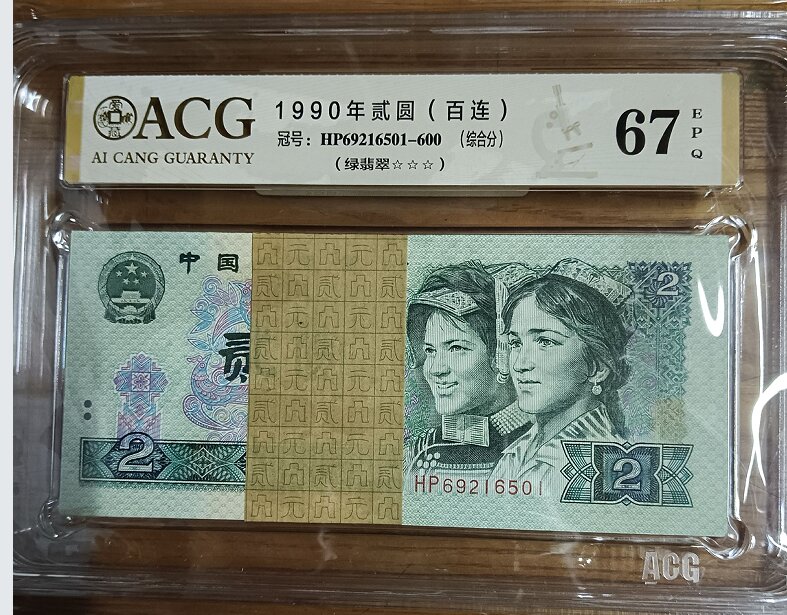 ACG
AI CANG GUARANTY
1990年贰圆（百连）
冠号：HP69216501-600 （综合分）
（绿翡翠☆☆☆）
67
EPQ
中国
贰
2
2
2
HP69216501
ACG